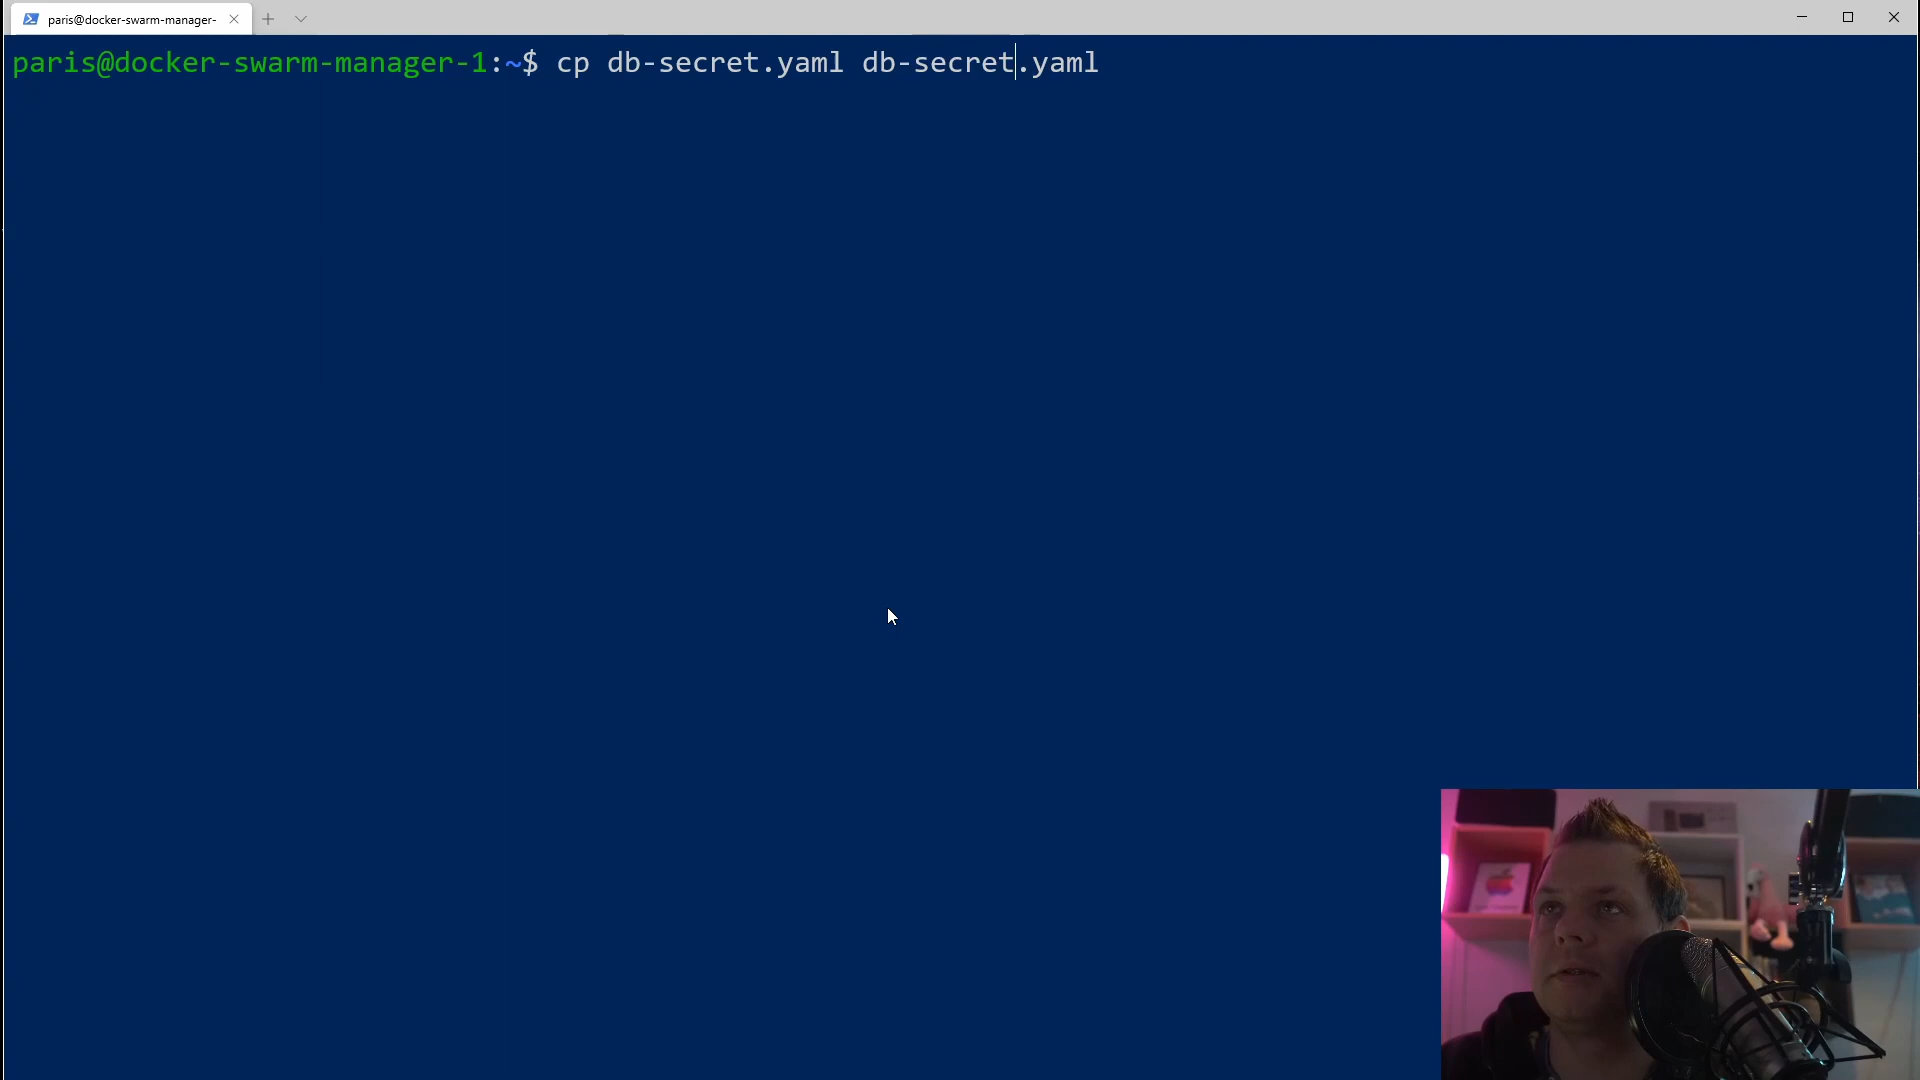 paris@docker-swarm-manager-
paris@docker-swarm-manager-1:~$ cp db-secret.yaml db-secret.yaml